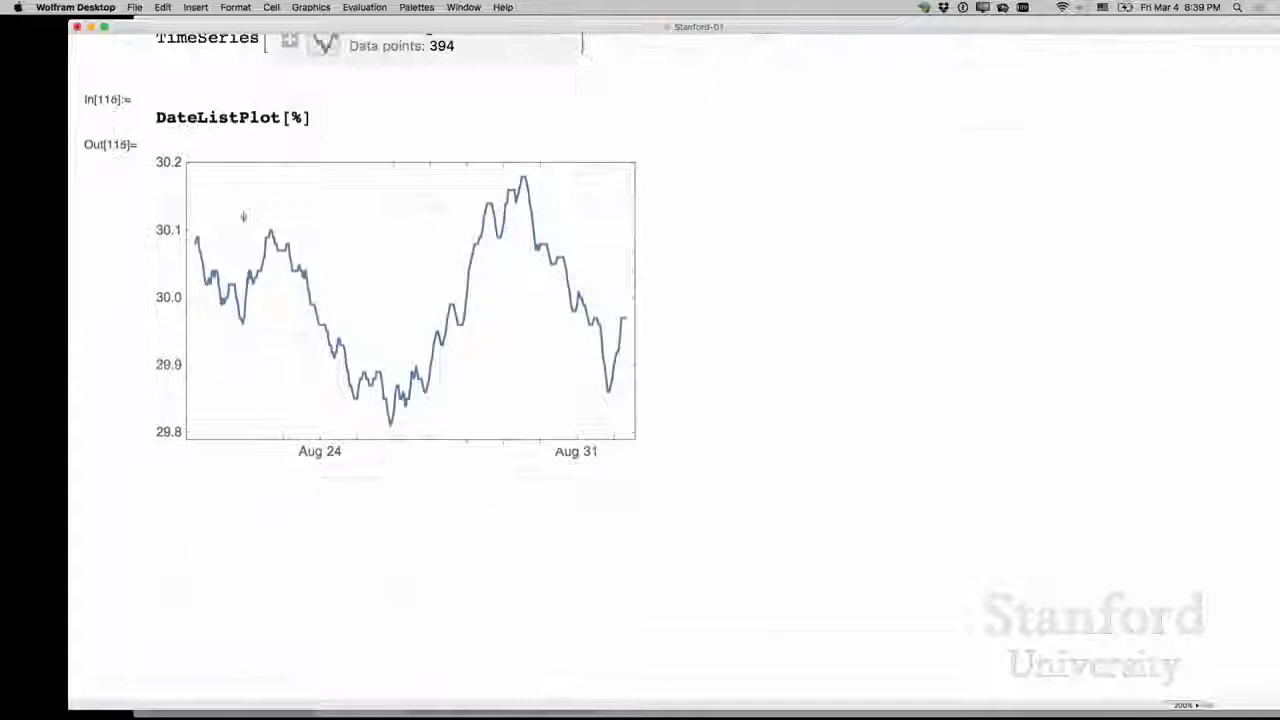 Wolfram Desktop File Edit Insert Format Cell Graphics Evaluation Palettes Window Help Fri Mar 4 8:39 PM
Stanford-01
TimeSeries[ Data points: 394 ]
In[116]:=
DateListPlot[%]
Out[116]=
30.2
30.1
30.0
29.9
29.8
Aug 24 Aug 31
Stanford
University
200%